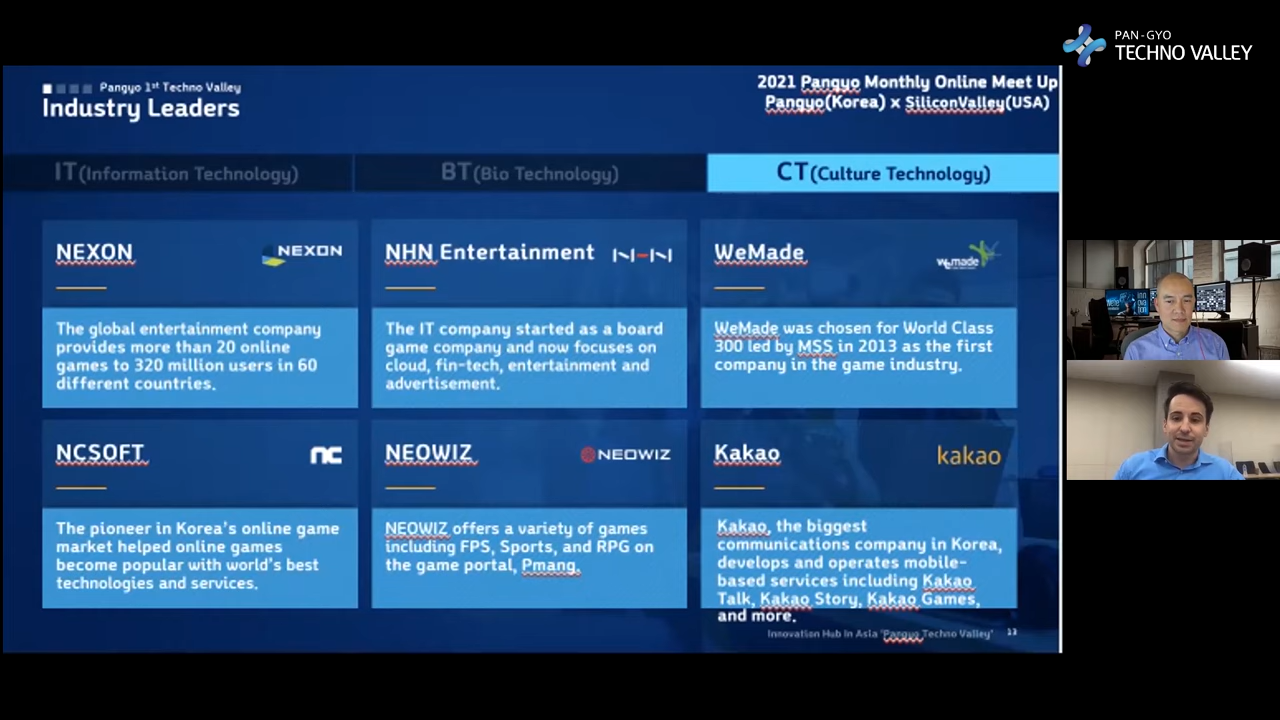 PAN-GYO
TECHNO VALLEY
Pangyo 1st Techno Valley
Industry Leaders
2021 Pangyo Monthly Online Meet Up
Pangyo(Korea) x SiliconValley(USA)
IT(Information Technology)
BT(Bio Technology)
CT(Culture Technology)
NEXON
NEXON
The global entertainment company
provides more than 20 online
games to 320 million users in 60
different countries.
NHN Entertainment
NHN
The IT company started as a board
game company and now focuses on
cloud, fin-tech, entertainment and
advertisement.
WeMade
wemade
WeMade was chosen for World Class
300 led by MSS in 2013 as the first
company in the game industry.
NCSOFT
nc
The pioneer in Korea's online game
market helped online games
become popular with world's best
technologies and services.
NEOWIZ
NEOWIZ
NEOWIZ offers a variety of games
including FPS, Sports, and RPG on
the game portal, Pmang.
Kakao
kakao
Kakao, the biggest
communications company in Korea,
develops and operates mobile-
based services including Kakao
Talk, Kakao Story, Kakao Games,
and more.
Innovation Hub in Asia 'Pangyo Techno Valley'
13